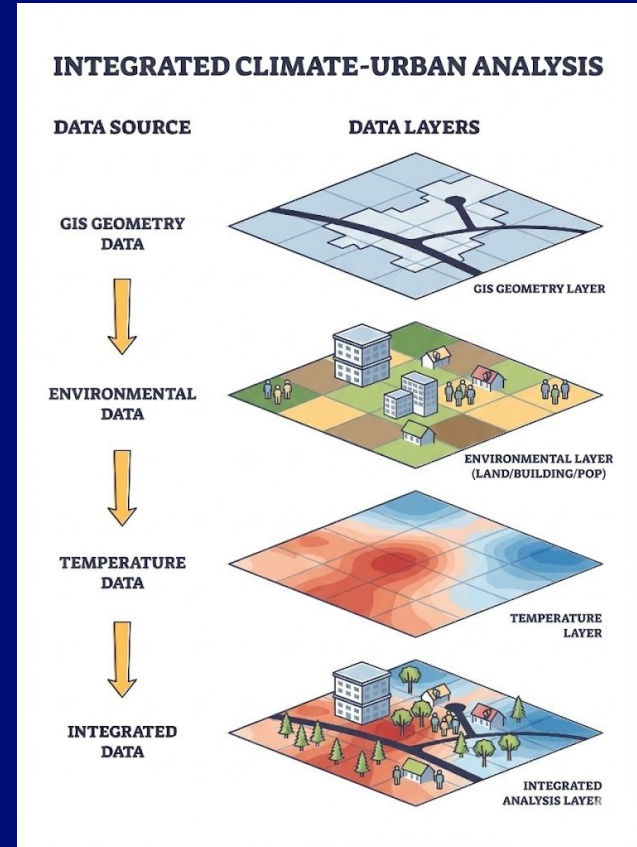 INTEGRATED CLIMATE-URBAN ANALYSIS
DATA SOURCE
DATA LAYERS
GIS GEOMETRY
DATA
GIS GEOMETRY LAYER
ENVIRONMENTAL
DATA
ENVIRONMENTAL LAYER
(LAND/BUILDING/POP)
TEMPERATURE
DATA
TEMPERATURE
LAYER
INTEGRATED
DATA
INTEGRATED
ANALYSIS LAYER